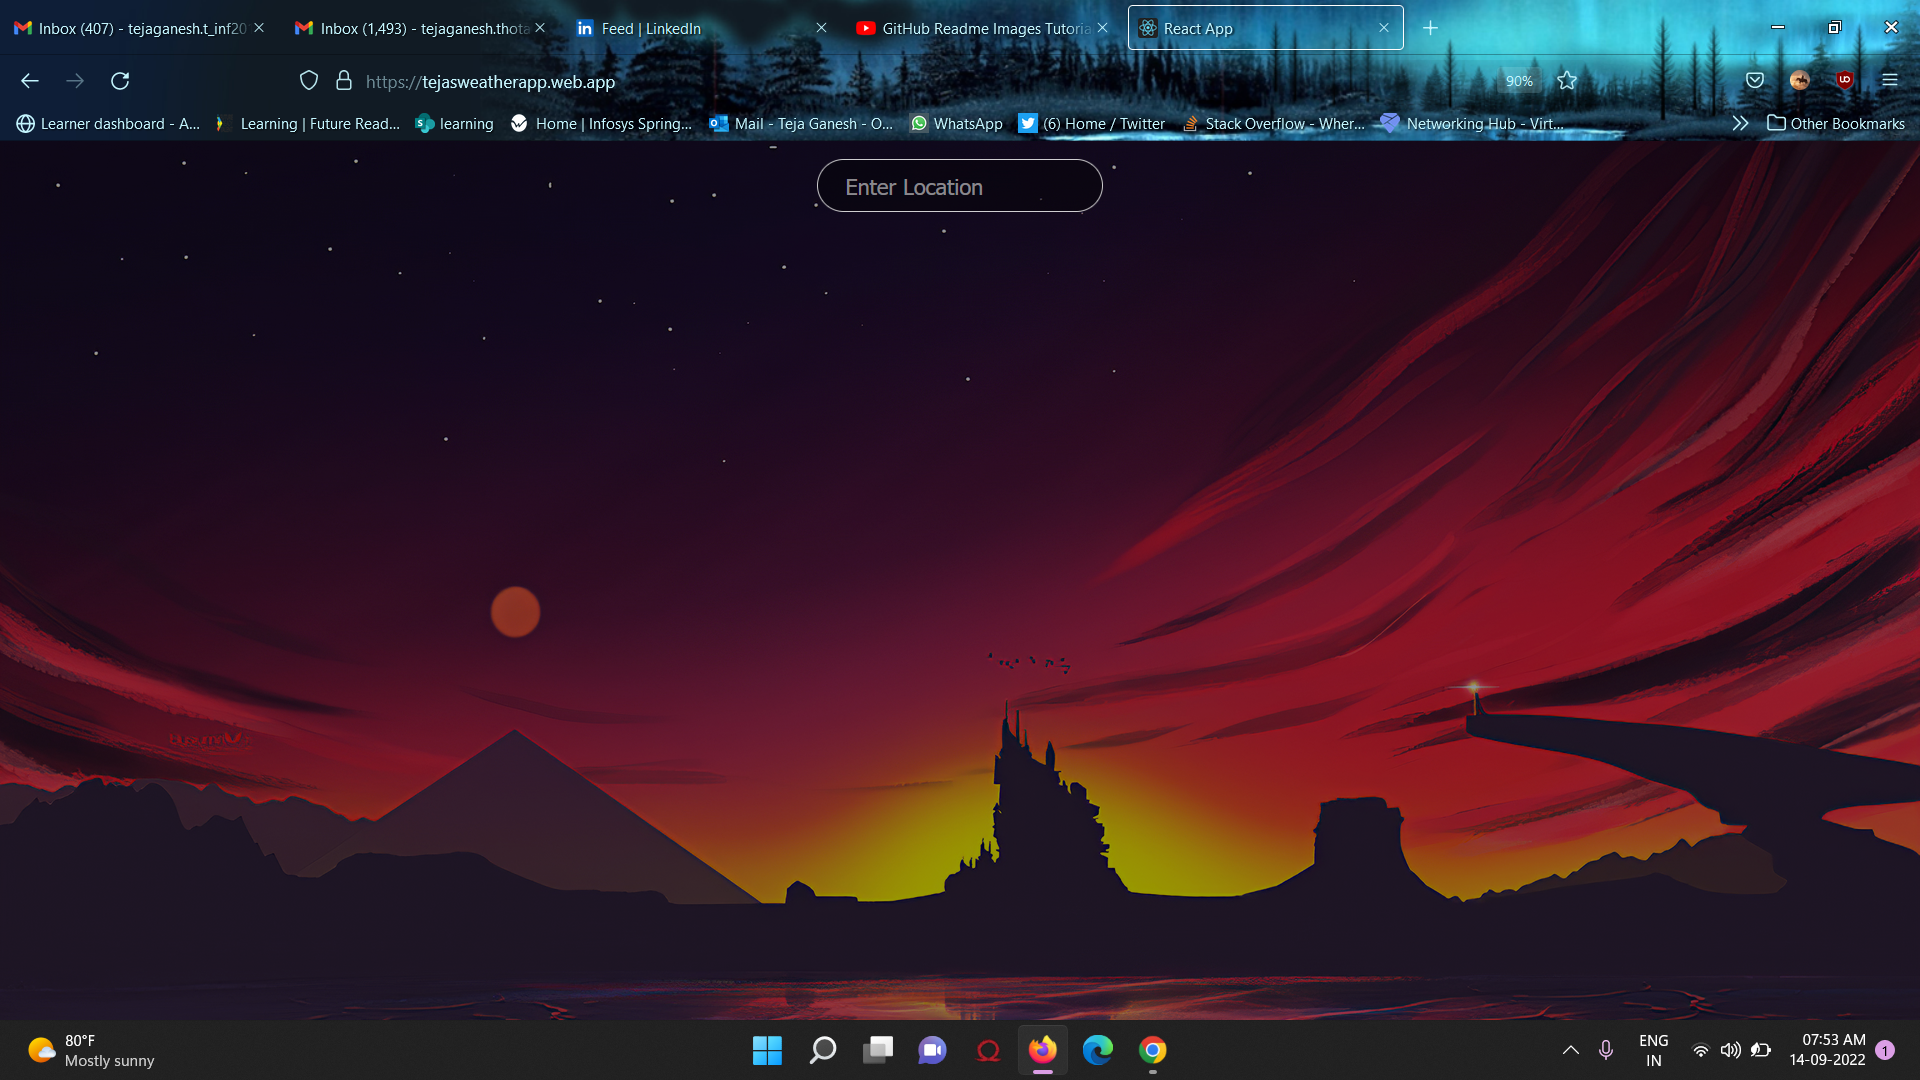 Inbox (407) - tejaganesh.t_inf20
Inbox (1,493) - tejaganesh.thota
Feed | LinkedIn
GitHub Readme Images Tutoria
React App
https://tejasweatherapp.web.app
90%
Learner dashboard - A...
Learning | Future Read...
learning
Home | Infosys Spring...
Mail - Teja Ganesh - O...
WhatsApp
(6) Home / Twitter
Stack Overflow - Wher...
Networking Hub - Virt...
Other Bookmarks
Enter Location
80°F
Mostly sunny
ENG
IN
07:53 AM
14-09-2022
1